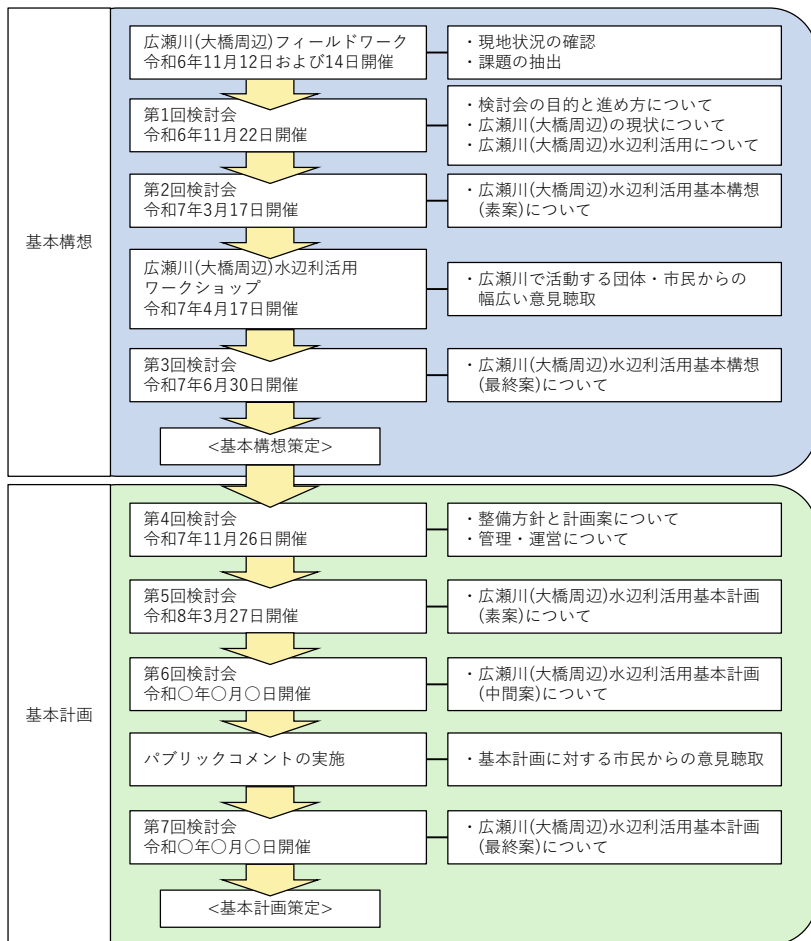 基本構想
広瀬川(大橋周辺)フィールドワーク
令和6年11月12日および14日開催
・現地状況の確認
・課題の抽出
第1回検討会
令和6年11月22日開催
・検討会の目的と進め方について
・広瀬川(大橋周辺)の現状について
・広瀬川(大橋周辺)水辺利活用について
第2回検討会
令和7年3月17日開催
・広瀬川(大橋周辺)水辺利活用基本構想
(素案)について
広瀬川(大橋周辺)水辺利活用
ワークショップ
令和7年4月17日開催
・広瀬川で活動する団体・市民からの
幅広い意見聴取
第3回検討会
令和7年6月30日開催
・広瀬川(大橋周辺)水辺利活用基本構想
(最終案)について
<基本構想策定>
基本計画
第4回検討会
令和7年11月26日開催
・整備方針と計画案について
・管理・運営について
第5回検討会
令和8年3月27日開催
・広瀬川(大橋周辺)水辺利活用基本計画
(素案)について
第6回検討会
令和○年○月○日開催
・広瀬川(大橋周辺)水辺利活用基本計画
(中間案)について
パブリックコメントの実施
・基本計画に対する市民からの意見聴取
第7回検討会
令和○年○月○日開催
・広瀬川(大橋周辺)水辺利活用基本計画
(最終案)について
<基本計画策定>